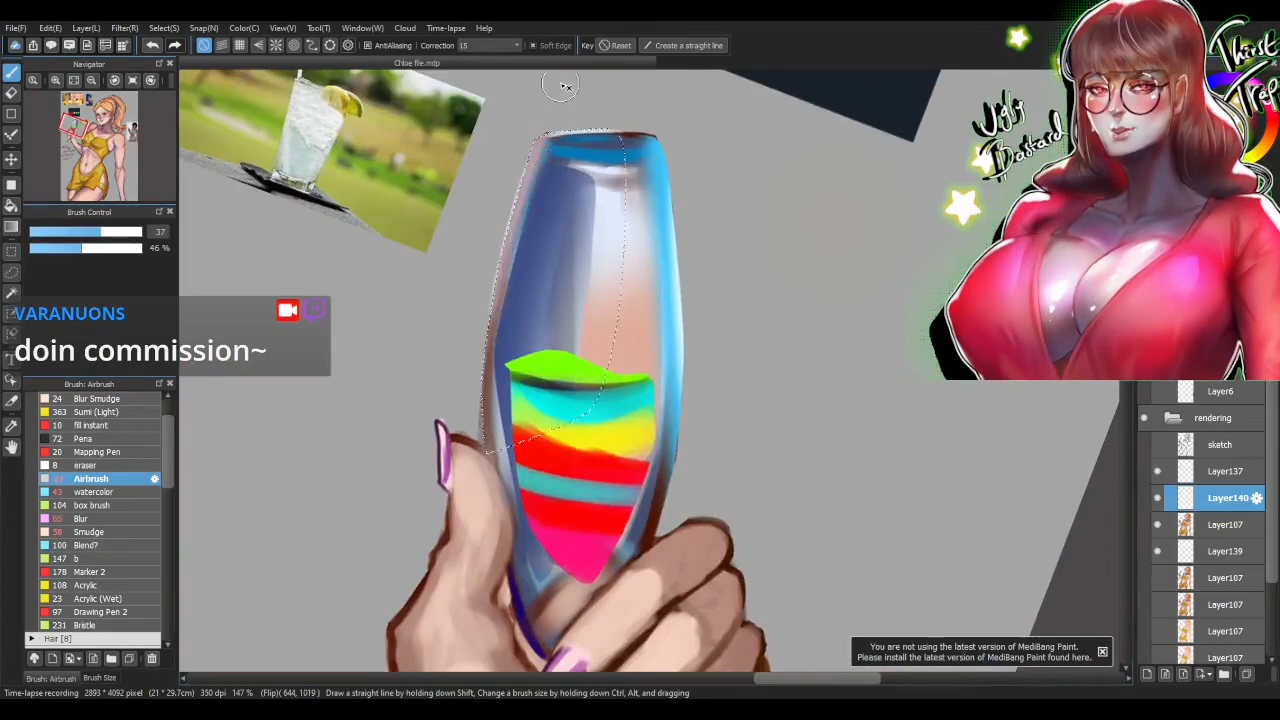 File(F) Edit(E) Layer(L) Filter(R) Select(S) Snap(N) Color(C) View(V) Tool(T) Window(W) Cloud Time-lapse Help
AntiAliasing Correction 15 Soft Edge Key Reset Create a straight line
Navigator
Chloe file.mdp
Brush Control
37
46 %
VARANUONS
doin commission~
Brush: Airbrush
24 Blur Smudge
363 Sumi (Light)
10 fill instant
72 Pena
20 Mapping Pen
8 eraser
Airbrush
43 watercolor
104 box brush
65 Blur
58 Smudge
100 Blend?
147 b
178 Marker 2
108 Acrylic
23 Acrylic (Wet)
97 Drawing Pen 2
231 Bristle
Hair [8]
Brush: Airbrush Brush Size
Thirst
Trap
Ugly
Bastard
Layer6
rendering
sketch
Layer137
Layer140
Layer107
Layer139
Layer107
Layer107
Layer107
Layer107
You are not using the latest version of MediBang Paint.
Please install the latest version of MediBang Paint found here.
Time-lapse recording 2893 * 4092 pixel (21 * 29.7cm) 350 dpi 147 % (Flip) ( 644, 1019 ) Draw a straight line by holding down Shift, Change a brush size by holding down Ctrl, Alt, and dragging